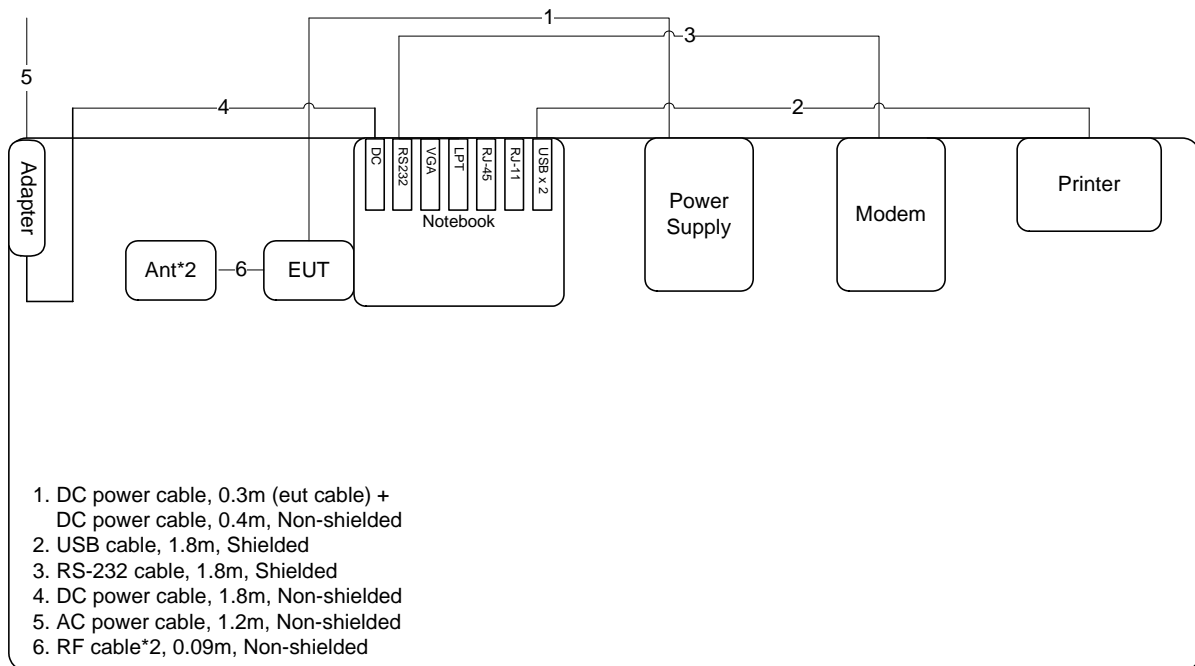 1
3
5
4
2
Adapter
DC
RS232
VGA
LPT
RJ-45
RJ-11
USB x 2
Notebook
Power
Supply
Modem
Printer
Ant*2
6
EUT
1. DC power cable, 0.3m (eut cable) +
DC power cable, 0.4m, Non-shielded
2. USB cable, 1.8m, Shielded
3. RS-232 cable, 1.8m, Shielded
4. DC power cable, 1.8m, Non-shielded
5. AC power cable, 1.2m, Non-shielded
6. RF cable*2, 0.09m, Non-shielded